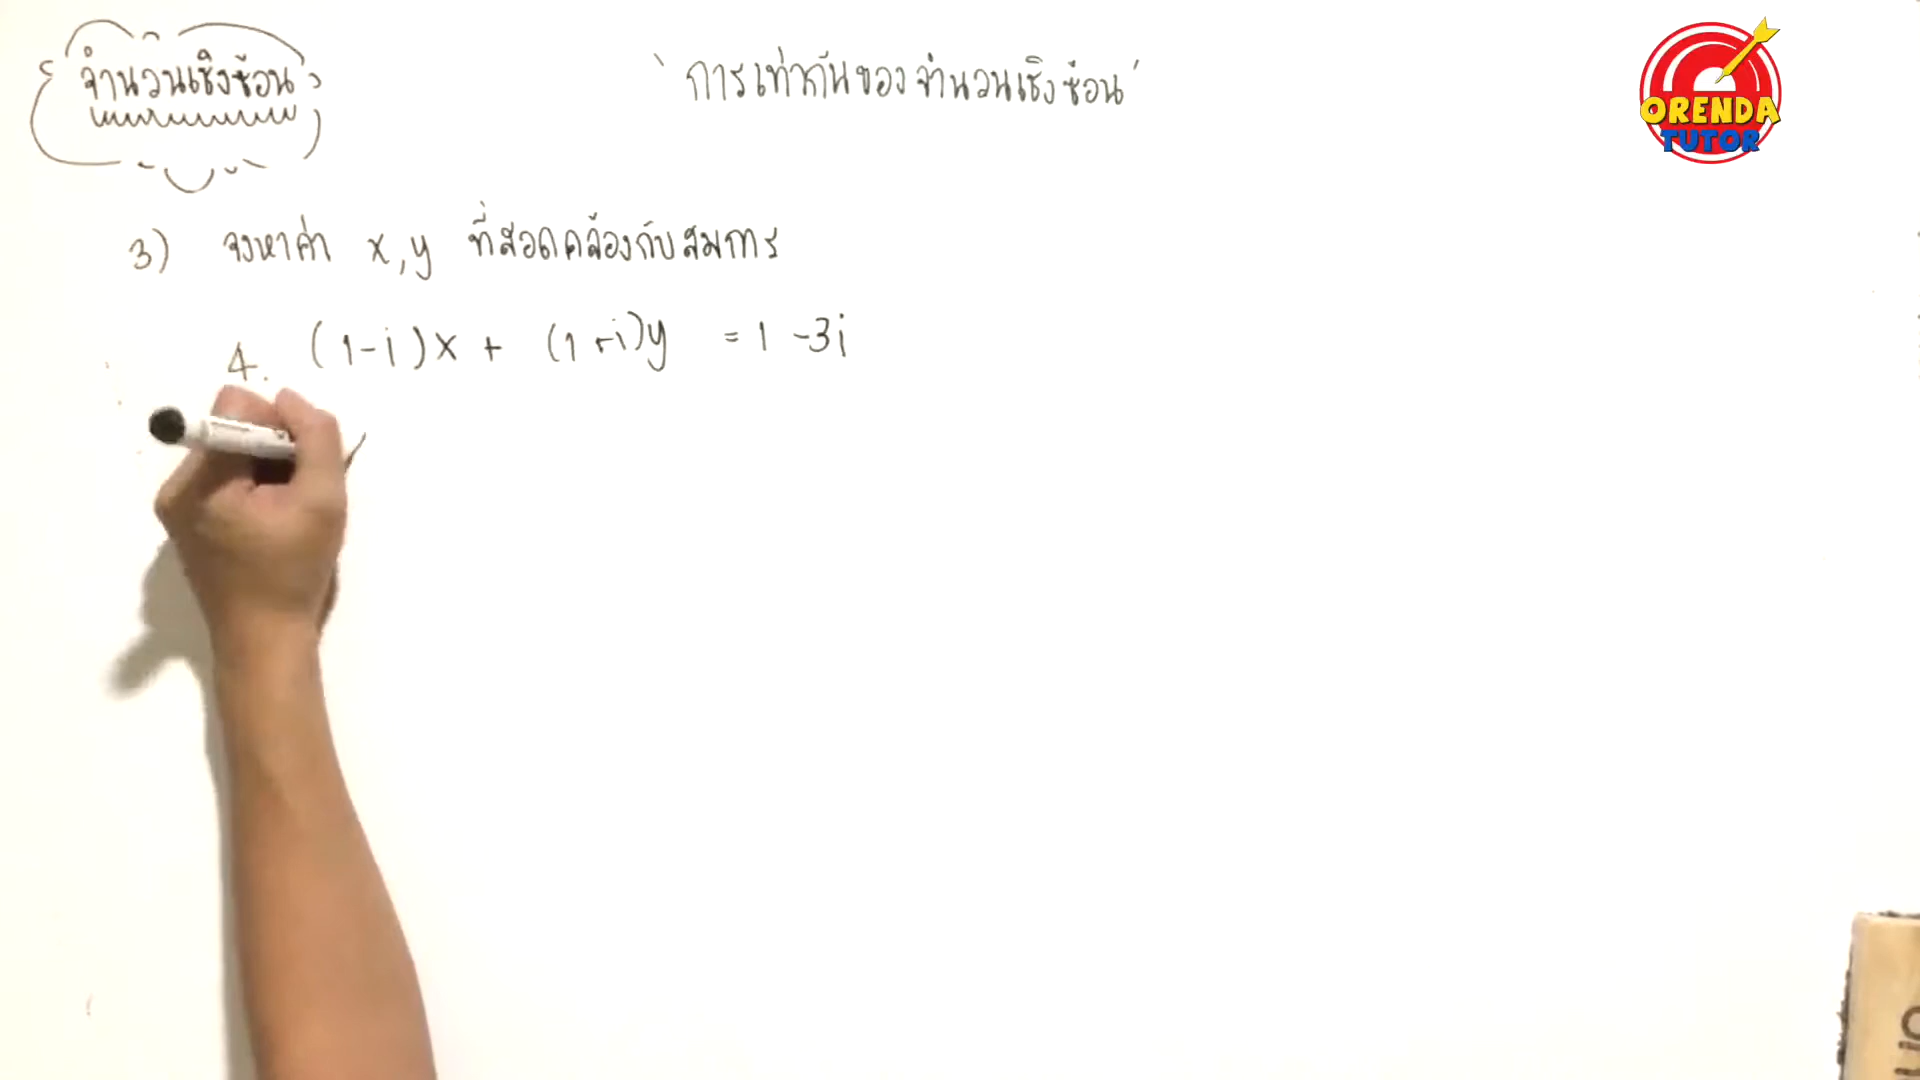 จำนวนเชิงซ้อน
'การเท่ากันของจำนวนเชิงซ้อน'
ORENDA
TUTOR
3) จงหาค่า x, y ที่สอดคล้องกับสมการ
4. (1-i)x + (1+i)y = 1 -3i